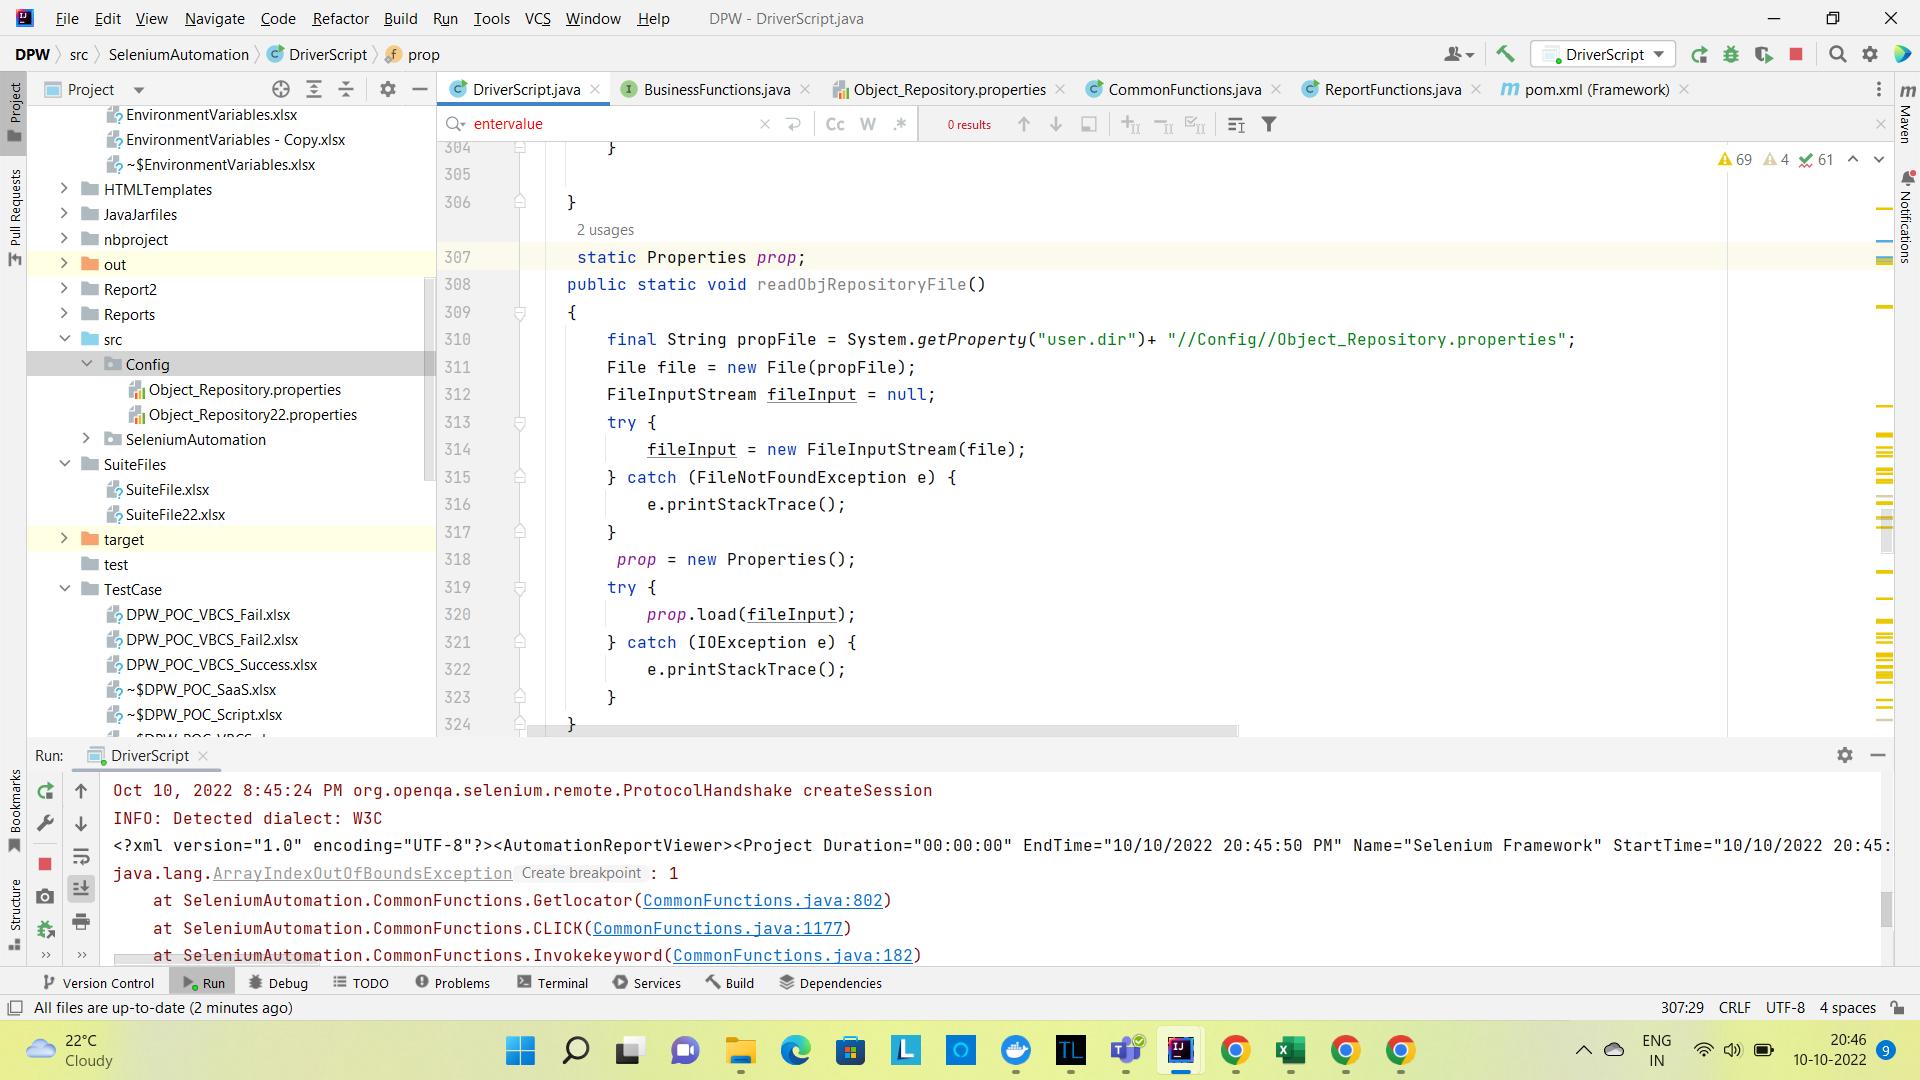 File Edit View Navigate Code Refactor Build Run Tools VCS Window Help DPW - DriverScript.java
DPW src SeleniumAutomation DriverScript prop DriverScript
Project
DriverScript.java BusinessFunctions.java Object_Repository.properties CommonFunctions.java ReportFunctions.java pom.xml (Framework)
entervalue Cc W .* 0 results
69 4 61
Project
Pull Requests
Bookmarks
Structure
Maven
Notifications
EnvironmentVariables.xlsx
EnvironmentVariables - Copy.xlsx
~$EnvironmentVariables.xlsx
HTMLTemplates
JavaJarfiles
nbproject
out
Report2
Reports
src
Config
Object_Repository.properties
Object_Repository22.properties
SeleniumAutomation
SuiteFiles
SuiteFile.xlsx
SuiteFile22.xlsx
target
test
TestCase
DPW_POC_VBCS_Fail.xlsx
DPW_POC_VBCS_Fail2.xlsx
DPW_POC_VBCS_Success.xlsx
~$DPW_POC_SaaS.xlsx
~$DPW_POC_Script.xlsx
304 }
305
306 }
2 usages
307 static Properties prop;
308 public static void readObjRepositoryFile()
309 {
310 final String propFile = System.getProperty("user.dir")+ "//Config//Object_Repository.properties";
311 File file = new File(propFile);
312 FileInputStream fileInput = null;
313 try {
314 fileInput = new FileInputStream(file);
315 } catch (FileNotFoundException e) {
316 e.printStackTrace();
317 }
318 prop = new Properties();
319 try {
320 prop.load(fileInput);
321 } catch (IOException e) {
322 e.printStackTrace();
323 }
324 }
Run: DriverScript
Oct 10, 2022 8:45:24 PM org.openqa.selenium.remote.ProtocolHandshake createSession
INFO: Detected dialect: W3C
<?xml version="1.0" encoding="UTF-8"?><AutomationReportViewer><Project Duration="00:00:00" EndTime="10/10/2022 20:45:50 PM" Name="Selenium Framework" StartTime="10/10/2022 20:45:
java.lang.ArrayIndexOutOfBoundsException Create breakpoint : 1
at SeleniumAutomation.CommonFunctions.Getlocator(CommonFunctions.java:802)
at SeleniumAutomation.CommonFunctions.CLICK(CommonFunctions.java:1177)
at SeleniumAutomation.CommonFunctions.Invokekeyword(CommonFunctions.java:182)
Version Control Run Debug TODO Problems Terminal Services Build Dependencies
All files are up-to-date (2 minutes ago) 307:29 CRLF UTF-8 4 spaces
22°C
Cloudy
ENG
IN
20:46
10-10-2022
9